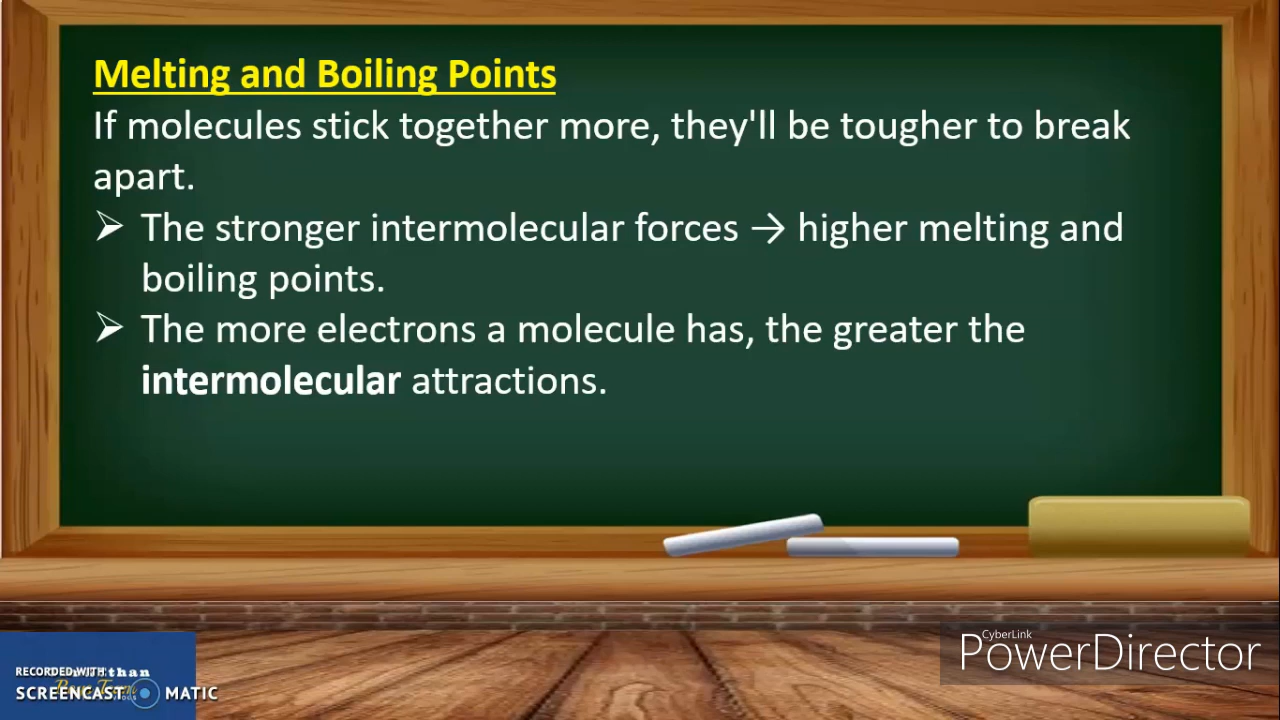 Melting and Boiling Points
If molecules stick together more, they'll be tougher to break
apart.
➢ The stronger intermolecular forces → higher melting and
boiling points.
➢ The more electrons a molecule has, the greater the
intermolecular attractions.
CyberLink
PowerDirector
RECORDED WITH
SCREENCAST MATIC